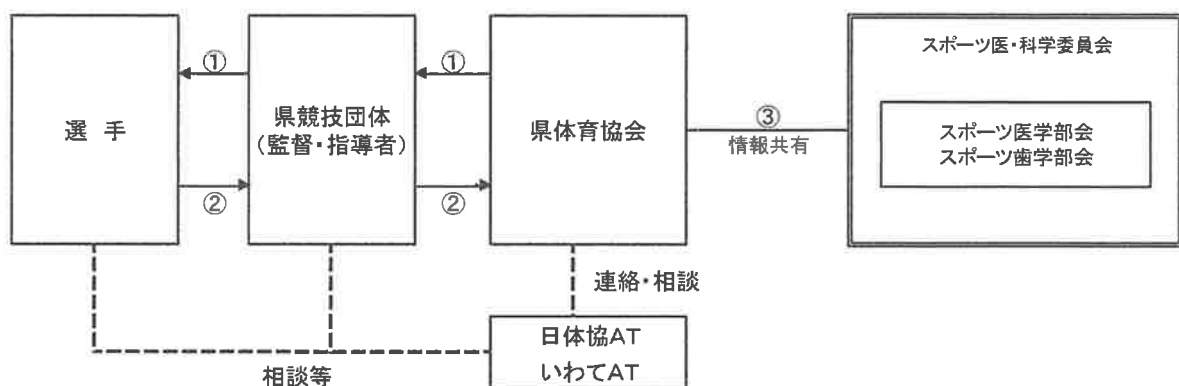 ①
①
スポーツ医・科学委員会
選 手
県競技団体
(監督・指導者)
県体育協会
③
情報共有
スポーツ医学部会
スポーツ歯学部会
②
②
連絡・相談
日体協AT
いわてAT
相談等